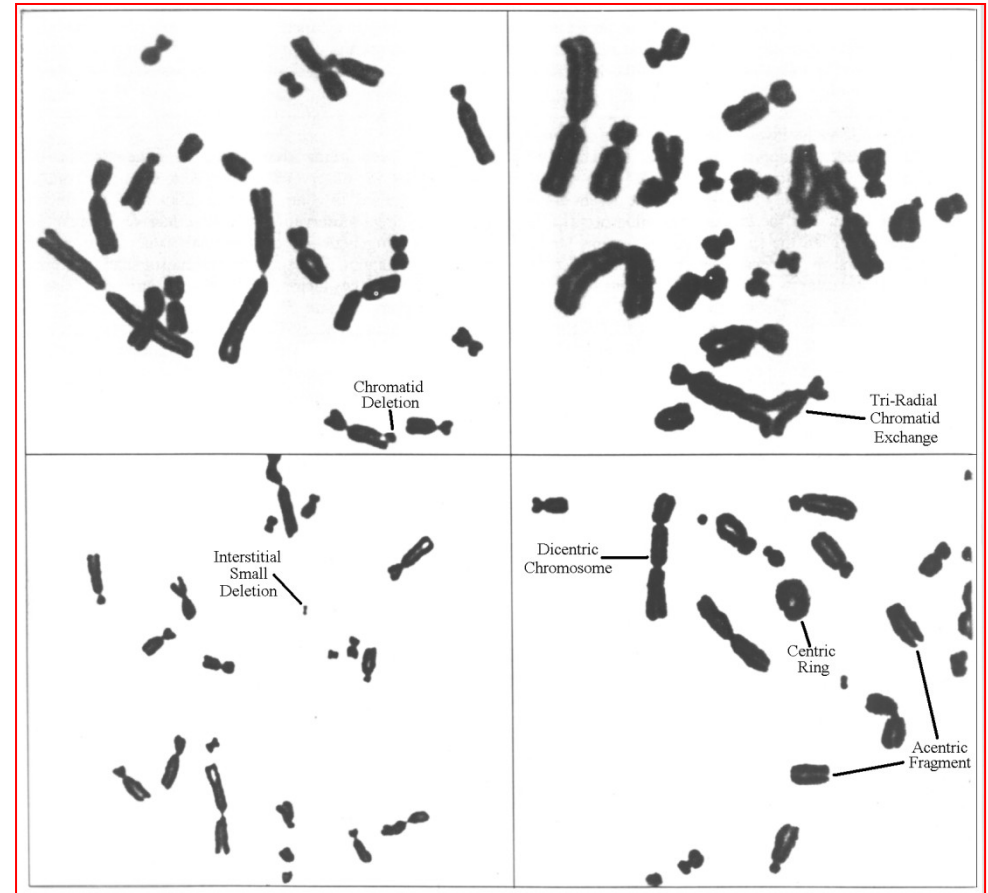 Chromatid
Deletion
Tri-Radial
Chromatid
Exchange
Interstitial
Small
Deletion
Dicentric
Chromosome
Centric
Ring
Acentric
Fragment